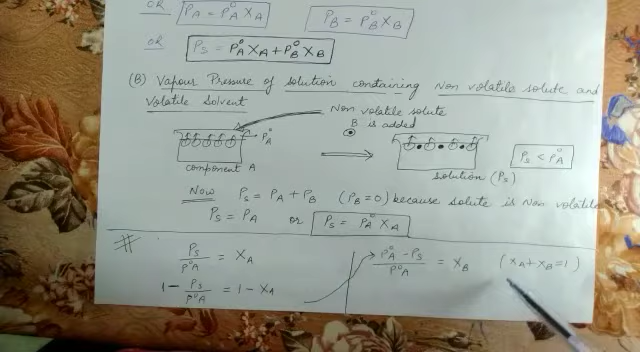 OR P_A = P°_A X_A P_B = P°_B X_B
OR P_S = P°_A X_A + P°_B X_B
(B) Vapour Pressure of solution containing Non volatile solute and
Volatile Solvent
Non volatile solute
B is added
P°_A
component A
solution (P_S)
P_S < P°_A
Now P_S = P_A + P_B (P_B = 0) because solute is Non volatile
P_S = P_A or P_S = P°_A X_A
# P_S / P°_A = X_A
P°_A - P_S / P°_A = X_B (X_A + X_B = 1)
1 - P_S / P°_A = 1 - X_A